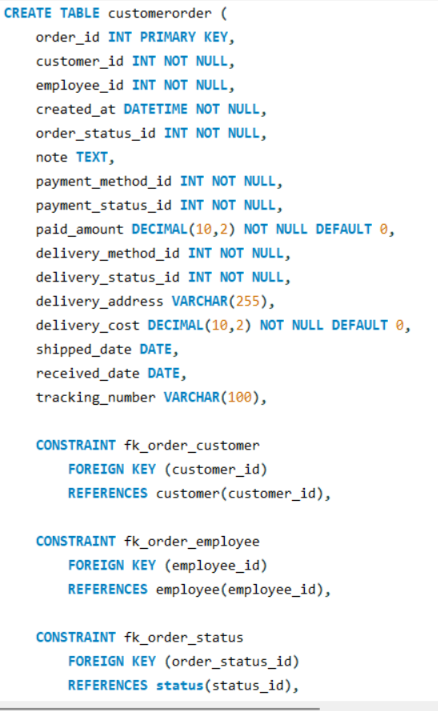 CREATE TABLE customerorder (
    order_id INT PRIMARY KEY,
    customer_id INT NOT NULL,
    employee_id INT NOT NULL,
    created_at DATETIME NOT NULL,
    order_status_id INT NOT NULL,
    note TEXT,
    payment_method_id INT NOT NULL,
    payment_status_id INT NOT NULL,
    paid_amount DECIMAL(10,2) NOT NULL DEFAULT 0,
    delivery_method_id INT NOT NULL,
    delivery_status_id INT NOT NULL,
    delivery_address VARCHAR(255),
    delivery_cost DECIMAL(10,2) NOT NULL DEFAULT 0,
    shipped_date DATE,
    received_date DATE,
    tracking_number VARCHAR(100),

    CONSTRAINT fk_order_customer
        FOREIGN KEY (customer_id)
        REFERENCES customer(customer_id),

    CONSTRAINT fk_order_employee
        FOREIGN KEY (employee_id)
        REFERENCES employee(employee_id),

    CONSTRAINT fk_order_status
        FOREIGN KEY (order_status_id)
        REFERENCES status(status_id),